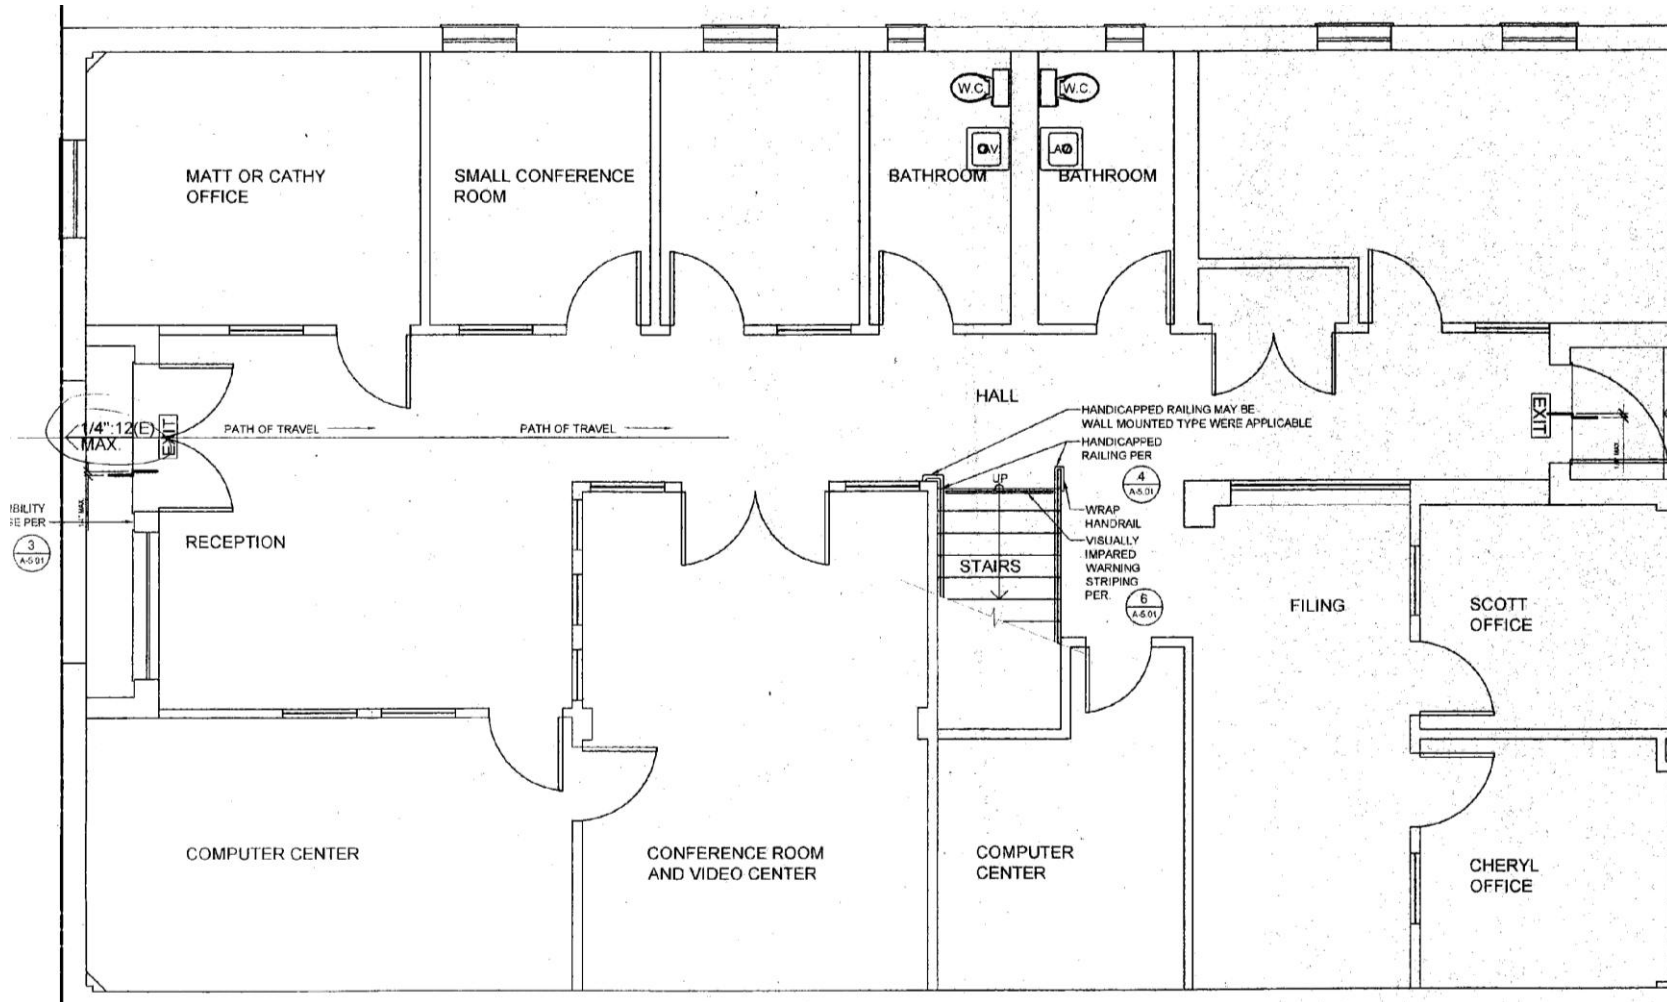 MATT OR CATHY
OFFICE
SMALL CONFERENCE
ROOM
W.C.
W.C.
BATHROOM
BATHROOM
HALL
HANDICAPPED RAILING MAY BE
WALL MOUNTED TYPE WERE APPLICABLE
HANDICAPPED
RAILING PER
4
A-5.01
EXIT
1/4":12(E)
MAX.
EXIT
PATH OF TRAVEL
PATH OF TRAVEL
UP
WRAP
HANDRAIL
VISUALLY
IMPARED
WARNING
STRIPING
PER.
6
A-5.01
IBILITY
PER
3
A-5.01
RECEPTION
STAIRS
FILING
SCOTT
OFFICE
COMPUTER CENTER
CONFERENCE ROOM
AND VIDEO CENTER
COMPUTER
CENTER
CHERYL
OFFICE